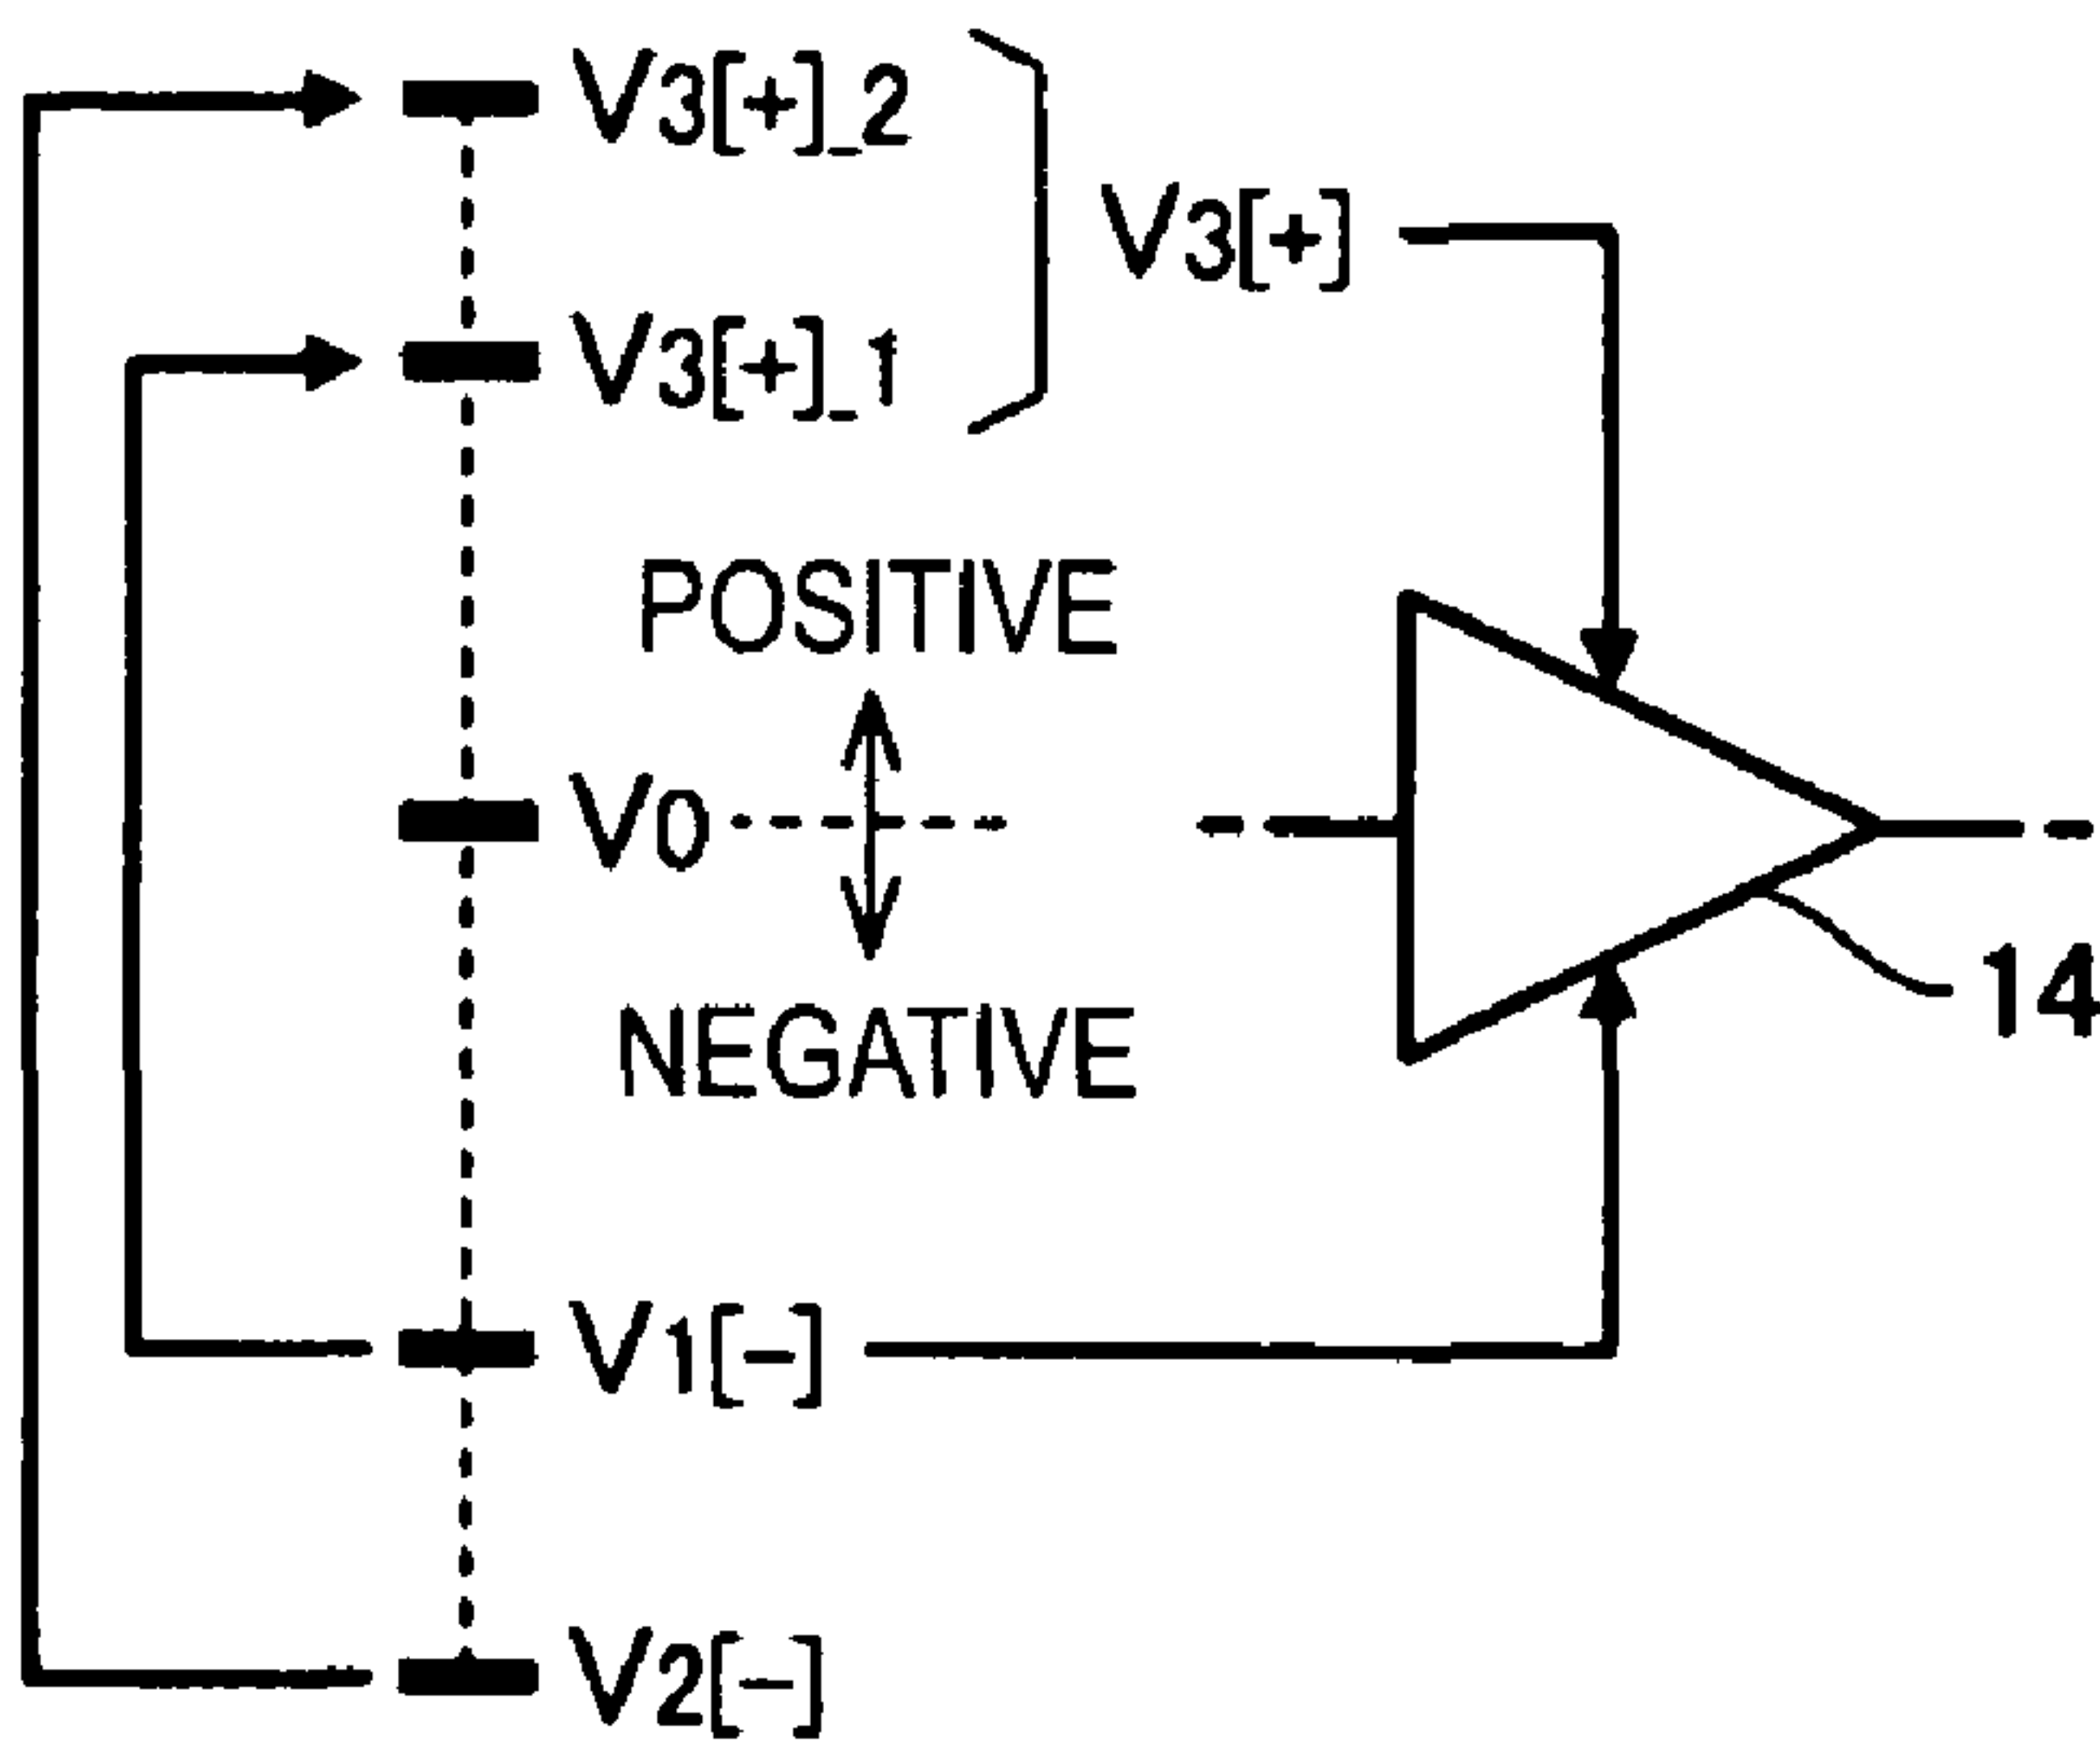 V3[+]_2
V3[+]
V3[+]_1
POSITIVE
V0
NEGATIVE
14
V1[-]
V2[-]